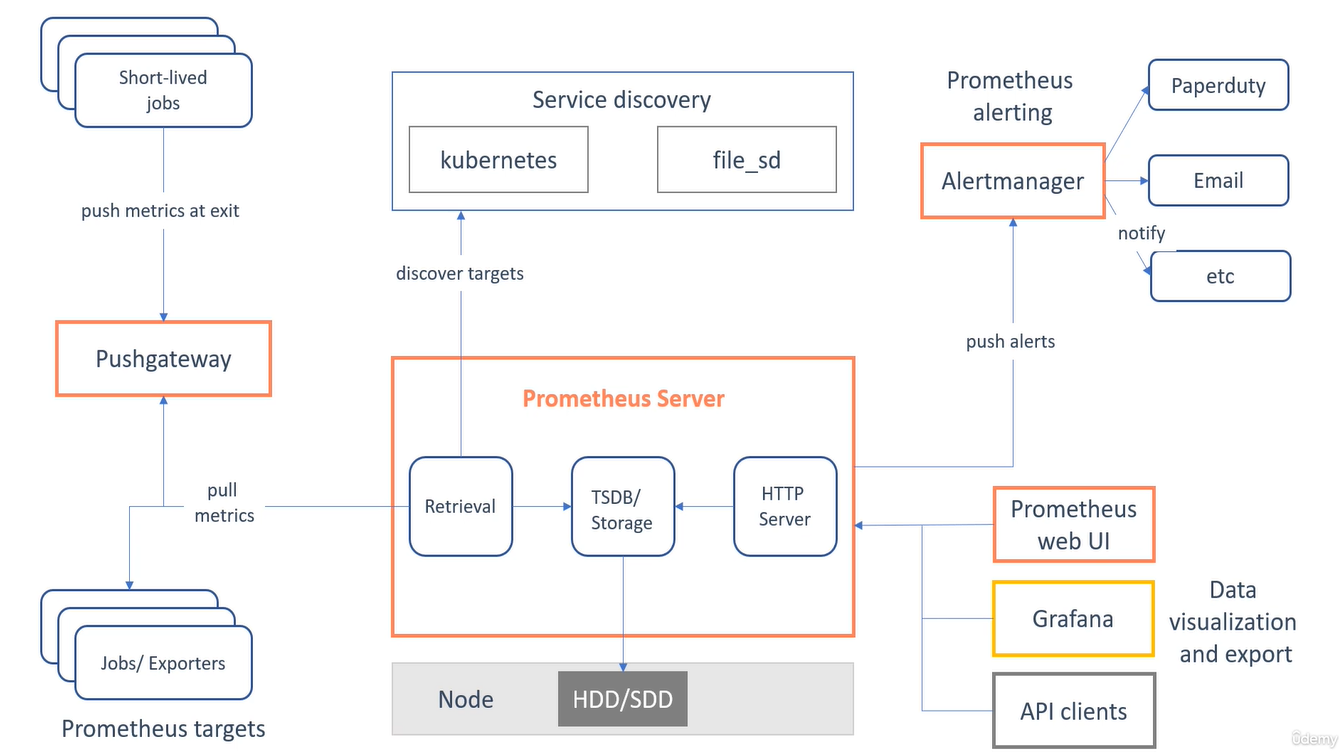 Short-lived
jobs
push metrics at exit
Pushgateway
pull
metrics
Jobs/ Exporters
Prometheus targets
Service discovery
kubernetes
file_sd
discover targets
Prometheus Server
Retrieval
TSDB/
Storage
HTTP
Server
Node
HDD/SDD
Prometheus
alerting
Alertmanager
Paperduty
Email
notify
etc
push alerts
Prometheus
web UI
Grafana
API clients
Data
visualization
and export
ûdemy